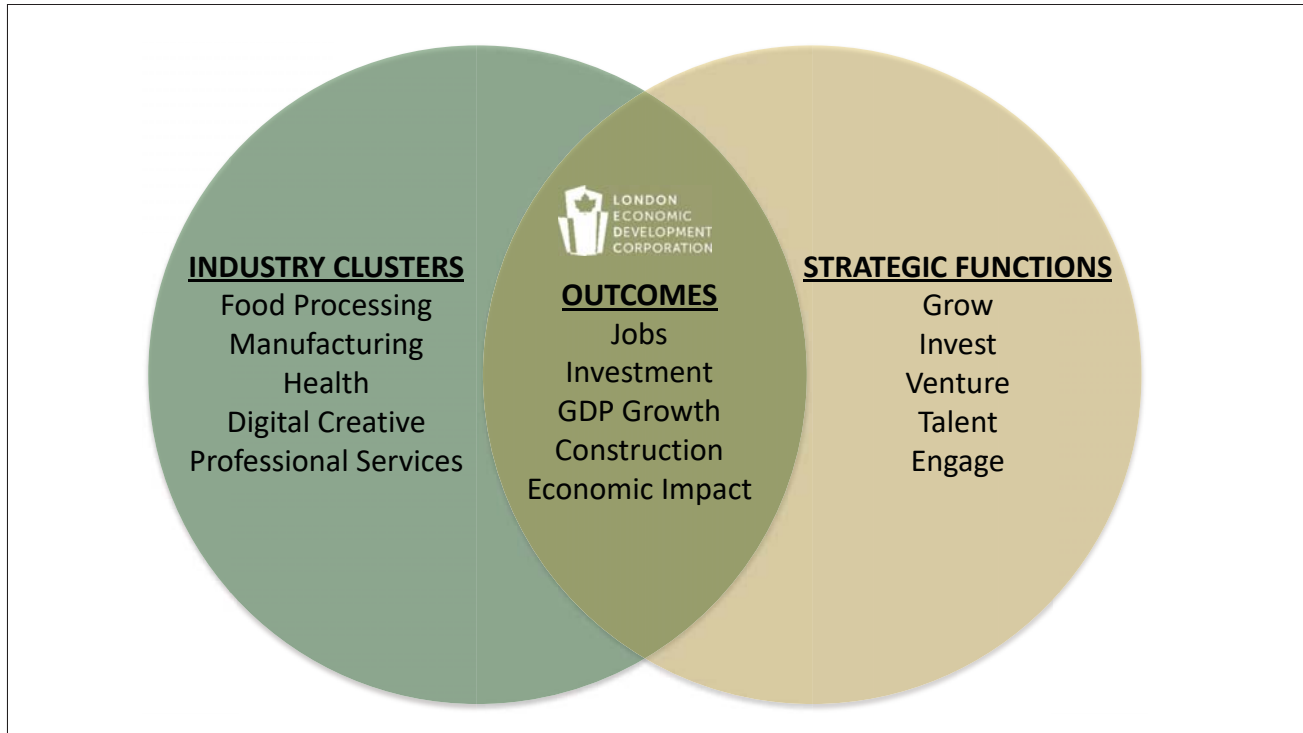 INDUSTRY CLUSTERS
Food Processing
Manufacturing
Health
Digital Creative
Professional Services
LONDON
ECONOMIC
DEVELOPMENT
CORPORATION
OUTCOMES
Jobs
Investment
GDP Growth
Construction
Economic Impact
STRATEGIC FUNCTIONS
Grow
Invest
Venture
Talent
Engage